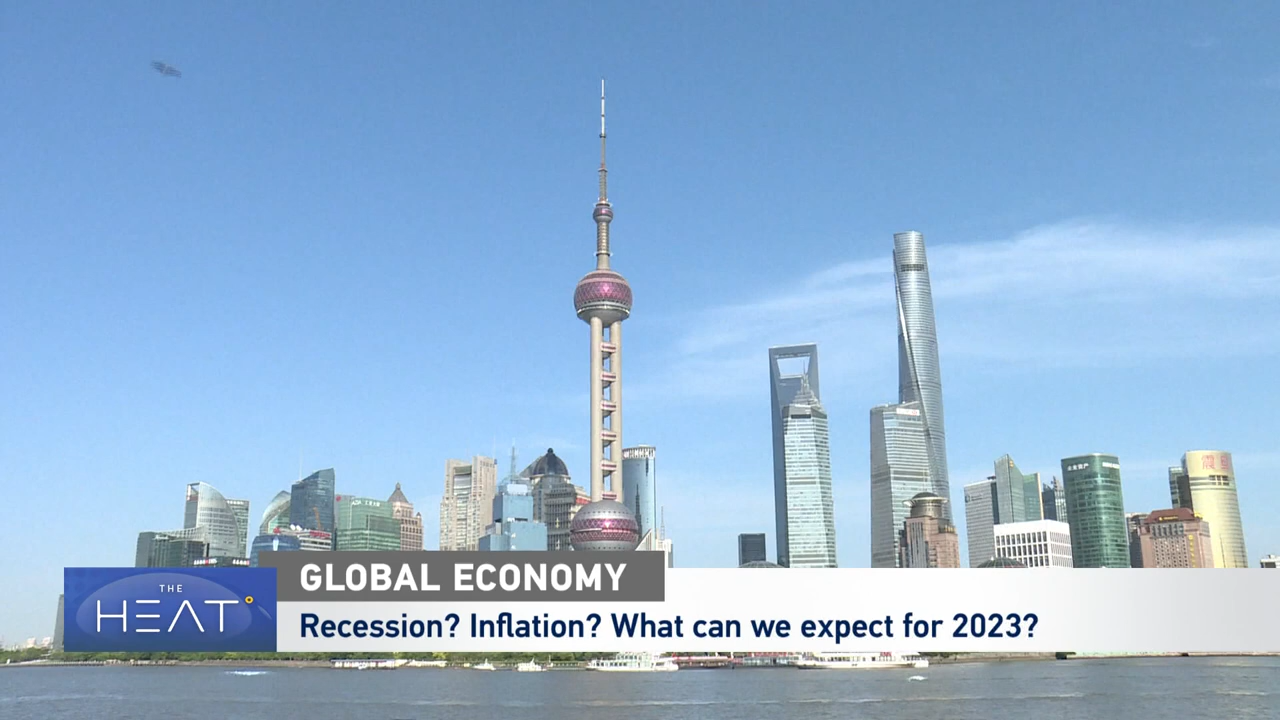 GLOBAL ECONOMY
THE
HEAT
Recession? Inflation? What can we expect for 2023?